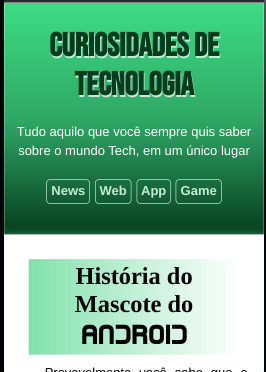 CURIOSIDADES DE
TECNOLOGIA
Tudo aquilo que você sempre quis saber
sobre o mundo Tech, em um único lugar
News Web App Game
História do
Mascote do
ANDROID